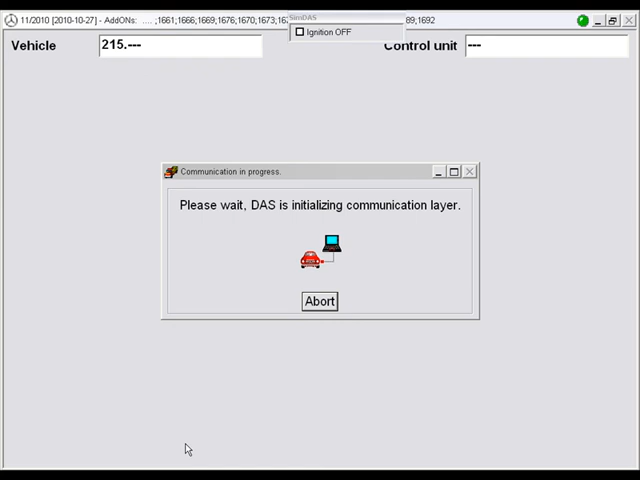 11/2010 [2010-10-27] - AddONs: .... ;1661;1666;1669;1676;1670;1673;16
SimDAS
89;1692
Ignition OFF
Vehicle
215.---
Control unit
---
Communication in progress.
Please wait, DAS is initializing communication layer.
Abort